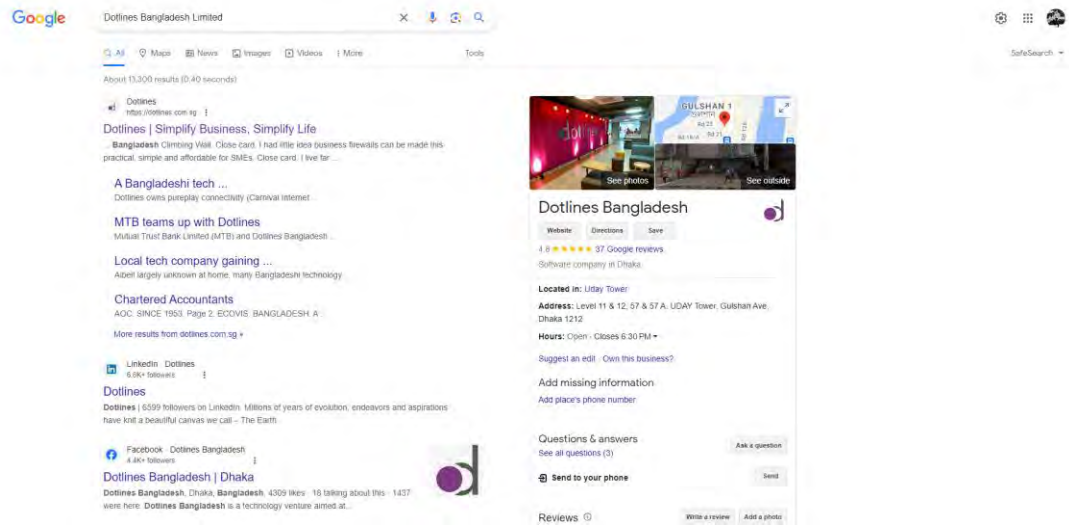 Google
Dotlines Bangladesh Limited
All
Maps
News
Images
Videos
More
Tools
SafeSearch
About 13,300 results (0.40 seconds)
Dotlines
https://dotlines.com.sg
Dotlines | Simplify Business, Simplify Life
... Bangladesh Climbing Wall. Close card. I had little idea business firewalls can be made this
practical, simple and affordable for SMEs. Close card. I live far ...
A Bangladeshi tech ...
Dotlines owns pureplay connectivity (Carnival Internet ...
MTB teams up with Dotlines
Mutual Trust Bank Limited (MTB) and Dotlines Bangladesh ...
Local tech company gaining ...
Albeit largely unknown at home, many Bangladeshi technology ...
Chartered Accountants
AOC. SINCE 1953. Page 2. ECOVIS. BANGLADESH. A ...
More results from dotlines.com.sg »
LinkedIn · Dotlines
6.6K+ followers
Dotlines
Dotlines | 6599 followers on LinkedIn. Millions of years of evolution, endeavors and aspirations
have knit a beautiful canvas we call – The Earth.
Facebook · Dotlines Bangladesh
4.4K+ followers
Dotlines Bangladesh | Dhaka
Dotlines Bangladesh, Dhaka, Bangladesh. 4309 likes · 18 talking about this · 1437
were here. Dotlines Bangladesh is a technology venture aimed at...
GULSHAN 1
See photos
See outside
Dotlines Bangladesh
Website
Directions
Save
4.8 37 Google reviews
Software company in Dhaka
Located in: Uday Tower
Address: Level 11 & 12, 57 & 57 A, UDAY Tower, Gulshan Ave,
Dhaka 1212
Hours: Open · Closes 6:30 PM
Suggest an edit · Own this business?
Add missing information
Add place's phone number
Questions & answers
Ask a question
See all questions (3)
Send to your phone
Send
Reviews
Write a review
Add a photo